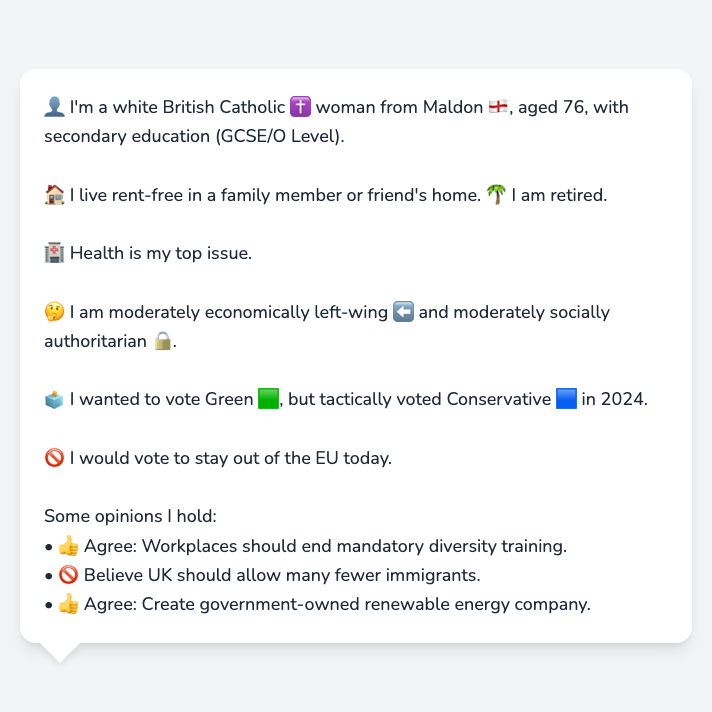 👤 I'm a white British Catholic ✝️ woman from Maldon 🏴󠁧󠁢󠁥󠁮󠁧󠁿, aged 76, with
secondary education (GCSE/O Level).
🏠 I live rent-free in a family member or friend's home. 🌴 I am retired.
🏥 Health is my top issue.
🤔 I am moderately economically left-wing ⬅️ and moderately socially
authoritarian 🔒.
🗳️ I wanted to vote Green 🟩, but tactically voted Conservative 🟦 in 2024.
🚫 I would vote to stay out of the EU today.
Some opinions I hold:
• 👍 Agree: Workplaces should end mandatory diversity training.
• 🚫 Believe UK should allow many fewer immigrants.
• 👍 Agree: Create government-owned renewable energy company.